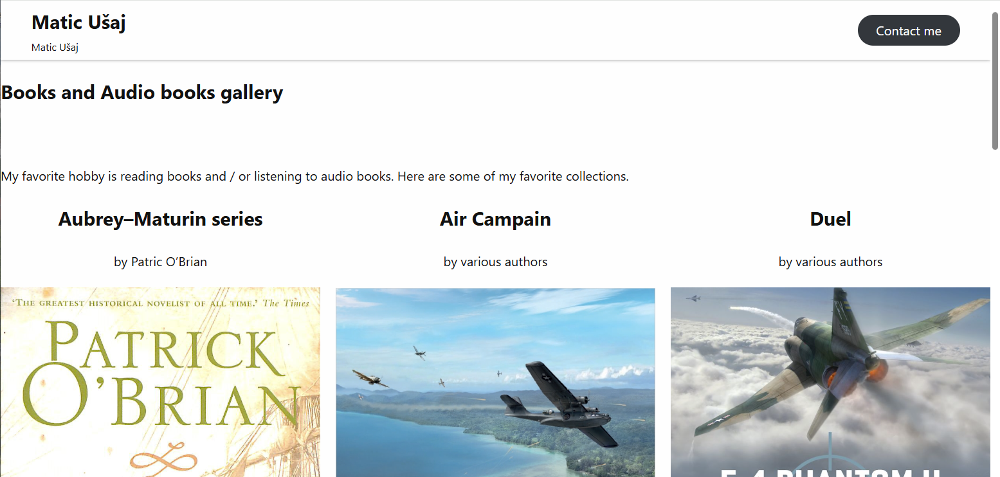 Matic Ušaj
Matic Ušaj
Contact me
Books and Audio books gallery
My favorite hobby is reading books and / or listening to audio books. Here are some of my favorite collections.
Aubrey–Maturin series
by Patric O’Brian
‘THE GREATEST HISTORICAL NOVELIST OF ALL TIME.’ The Times
PATRICK
O’BRIAN
Air Campain
by various authors
Duel
by various authors
F-4 PHANTOM II